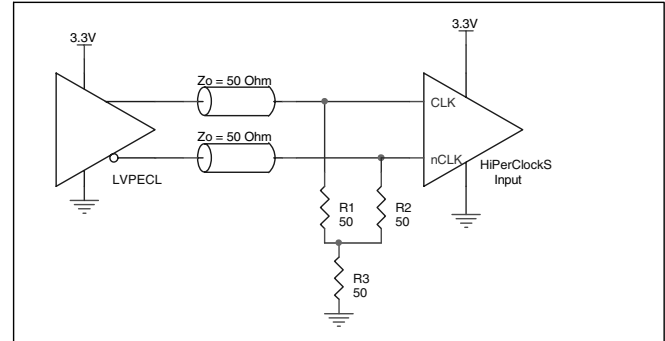 3.3V
3.3V
Zo = 50 Ohm
CLK
Zo = 50 Ohm
nCLK
LVPECL
HiPerClockS
Input
R1
50
R2
50
R3
50